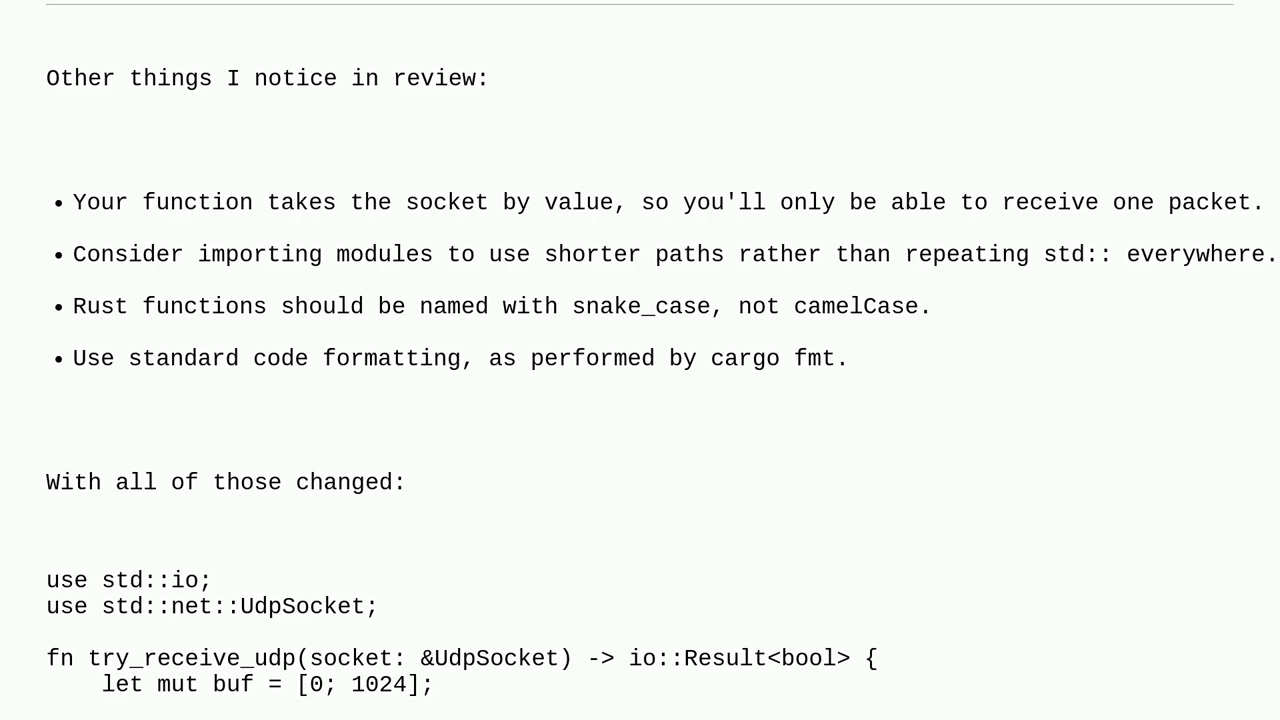 Other things I notice in review:
• Your function takes the socket by value, so you'll only be able to receive one packet.
• Consider importing modules to use shorter paths rather than repeating std:: everywhere.
• Rust functions should be named with snake_case, not camelCase.
• Use standard code formatting, as performed by cargo fmt.
With all of those changed:
use std::io;
use std::net::UdpSocket;
fn try_receive_udp(socket: &UdpSocket) -> io::Result<bool> {
    let mut buf = [0; 1024];